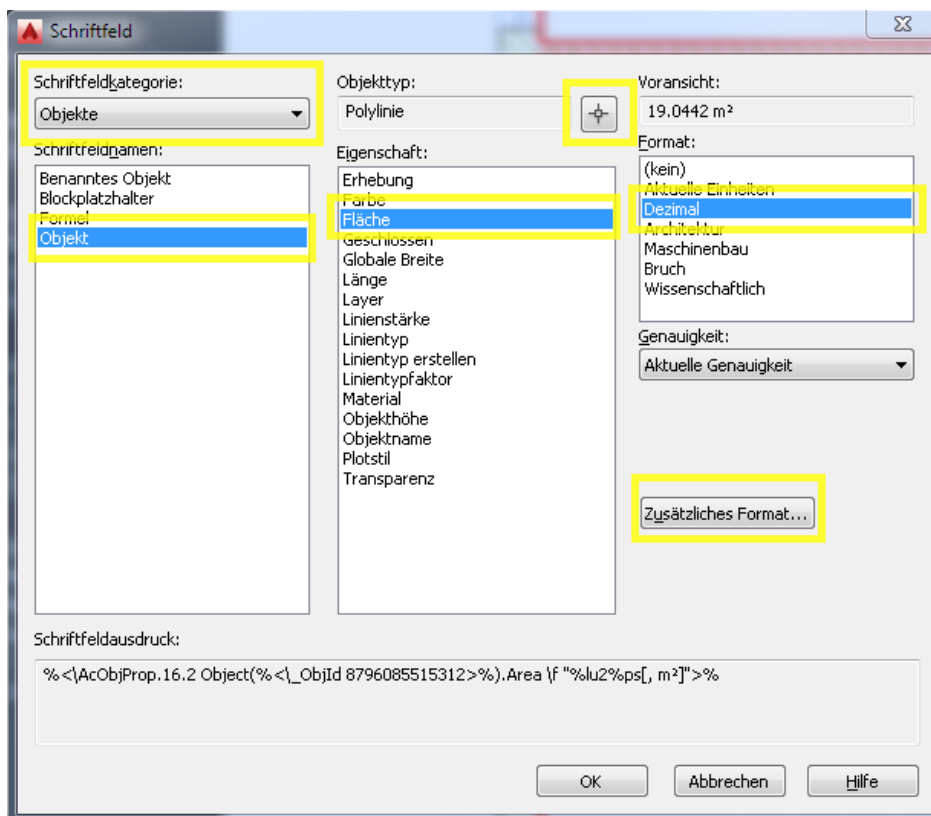 Schriftfeld
Schriftfeldkategorie:
Objekte
Schriftfeldnamen:
Benanntes Objekt
Blockplatzhalter
Formel
Objekt
Objekttyp:
Polylinie
Eigenschaft:
Erhebung
Farbe
Fläche
Geschlossen
Globale Breite
Länge
Layer
Linienstärke
Linientyp
Linientyp erstellen
Linientypfaktor
Material
Objekthöhe
Objektname
Plotstil
Transparenz
Voransicht:
19.0442 m²
Format:
(kein)
Aktuelle Einheiten
Dezimal
Architektur
Maschinenbau
Bruch
Wissenschaftlich
Genauigkeit:
Aktuelle Genauigkeit
Zusätzliches Format...
Schriftfeldausdruck:
%<\AcObjProp.16.2 Object(%<\_ObjId 8796085515312>%).Area \f "%lu2%ps[, m²]">%
OK
Abbrechen
Hilfe